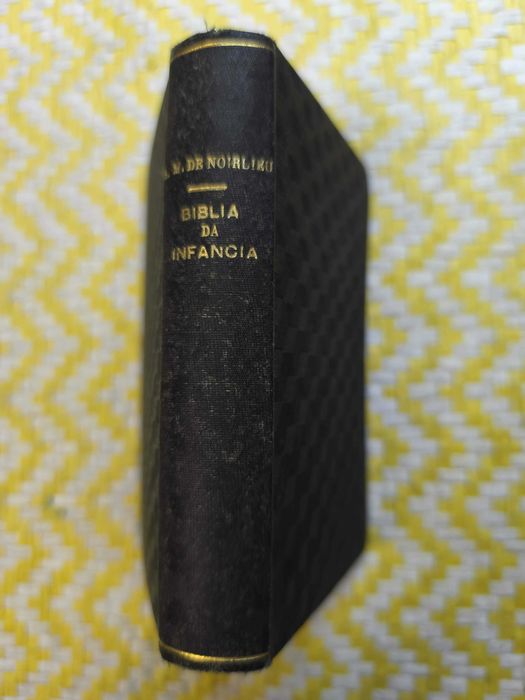 M. DE NOIRLIEU
BIBLIA
DA
INFANCIA